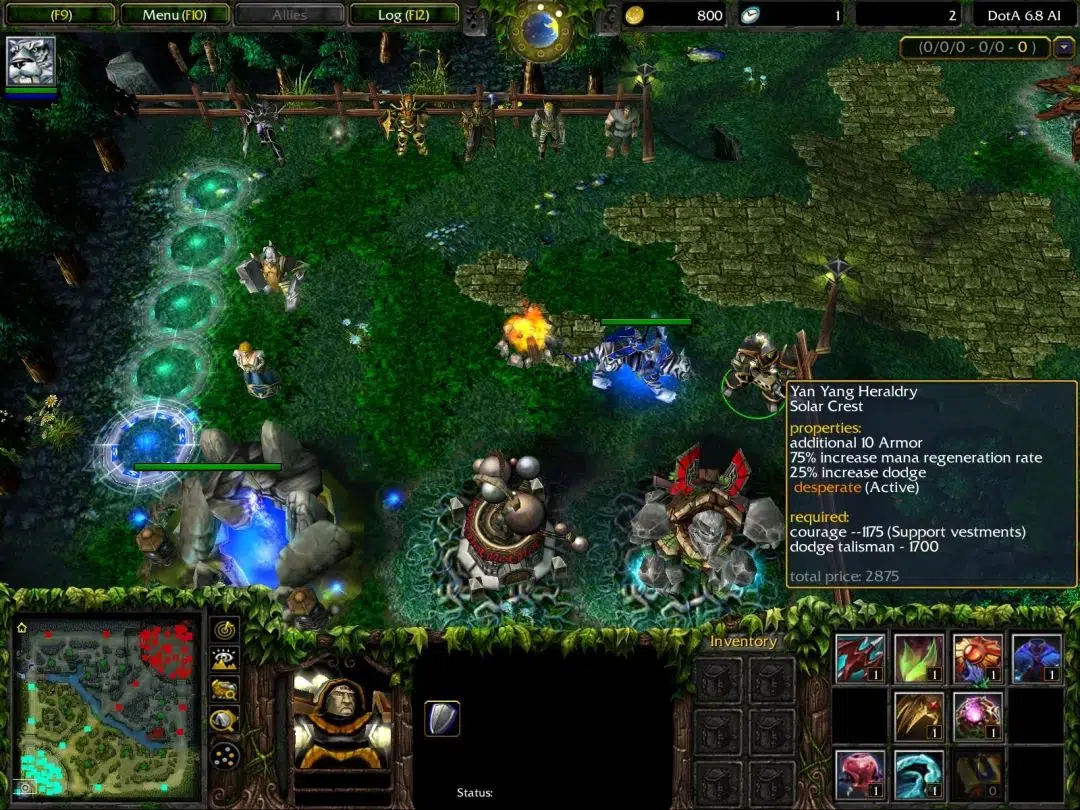 (F9)
Menu (F10)
Allies
Log (F12)
800
1
2
DotA 6.8 AI
(0/0/0 - 0/0 - 0 )
Yan Yang Heraldry
Solar Crest
properties:
additional 10 Armor
75% increase mana regeneration rate
25% increase dodge
desperate (Active)
required:
courage --1175 (Support vestments)
dodge talisman - 1700
total price: 2875
Inventory
1
1
1
1
1
1
1
1
0
Status: